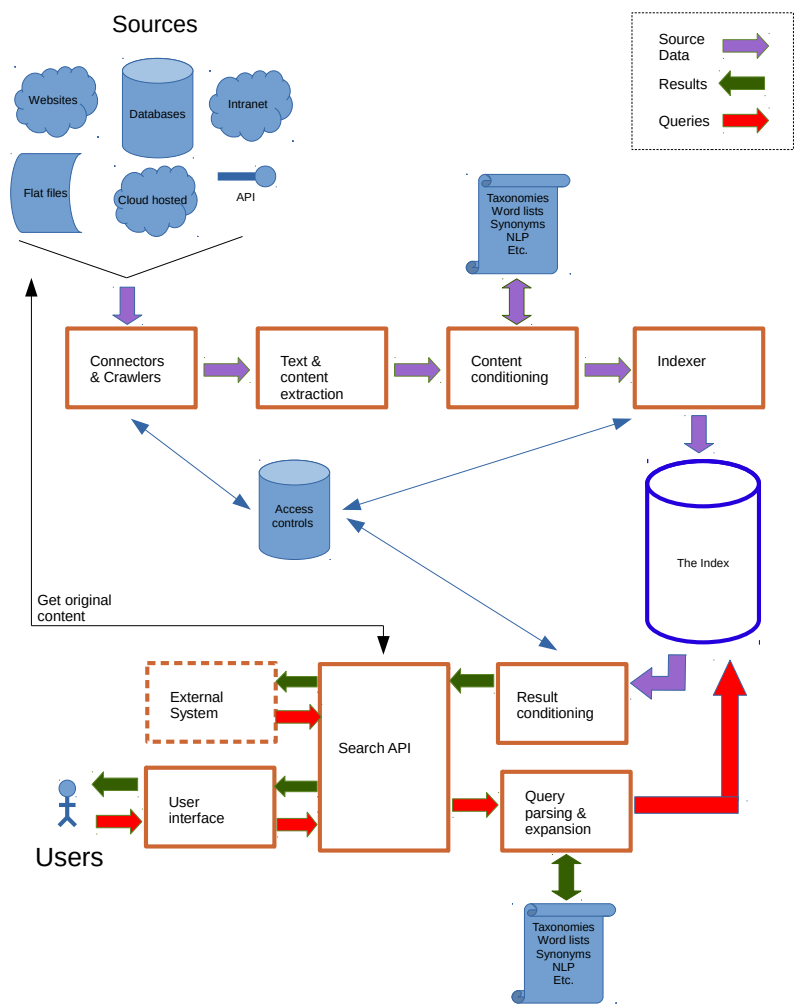 Sources
Source
Data
Results
Queries
Websites
Databases
Intranet
Flat files
Cloud hosted
API
Taxonomies
Word lists
Synonyms
NLP
Etc.
Connectors
& Crawlers
Text &
content
extraction
Content
conditioning
Indexer
Access
controls
The Index
Get original
content
External
System
Search API
Result
conditioning
User
interface
Query
parsing &
expansion
Users
Taxonomies
Word lists
Synonyms
NLP
Etc.